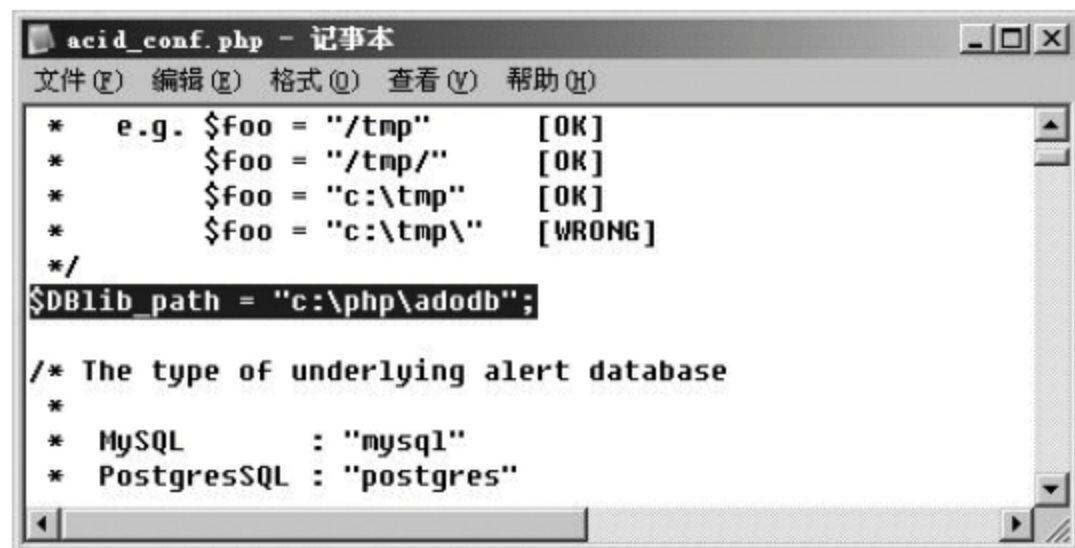 acid_conf.php - 记事本
文件(F) 编辑(E) 格式(O) 查看(V) 帮助(H)
*   e.g. $foo = "/tmp"      [OK]
*        $foo = "/tmp/"     [OK]
*        $foo = "c:\tmp"    [OK]
*        $foo = "c:\tmp\"   [WRONG]
*/
$DBlib_path = "c:\php\adodb";
/* The type of underlying alert database
*
*  MySQL       : "mysql"
*  PostgresSQL : "postgres"